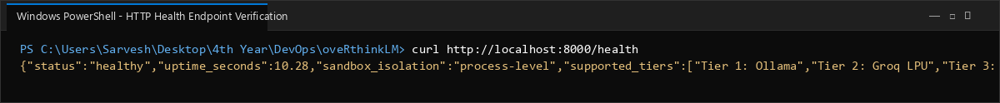 Windows PowerShell - HTTP Health Endpoint Verification
PS C:\Users\Sarvesh\Desktop\4th Year\DevOps\oveRthinkLM> curl http://localhost:8000/health
{"status":"healthy","uptime_seconds":10.28,"sandbox_isolation":"process-level","supported_tiers":["Tier 1: Ollama","Tier 2: Groq LPU","Tier 3: